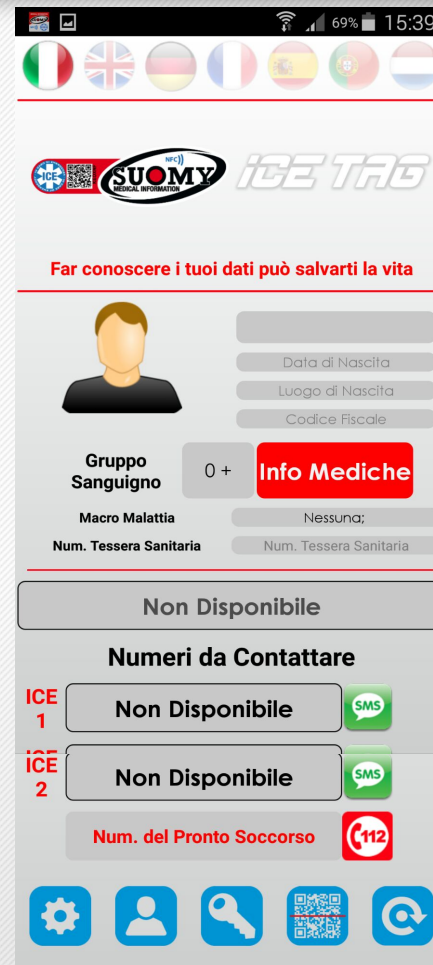 69% 15:39
ICE NFC)) SUOMY iCE TAG
MEDICAL INFORMATION
Far conoscere i tuoi dati può salvarti la vita
Data di Nascita
Luogo di Nascita
Codice Fiscale
Gruppo Sanguigno 0 + Info Mediche
Macro Malattia Nessuna;
Num. Tessera Sanitaria Num. Tessera Sanitaria
Non Disponibile
Numeri da Contattare
ICE 1 Non Disponibile SMS
ICE 2 Non Disponibile SMS
Num. del Pronto Soccorso 112